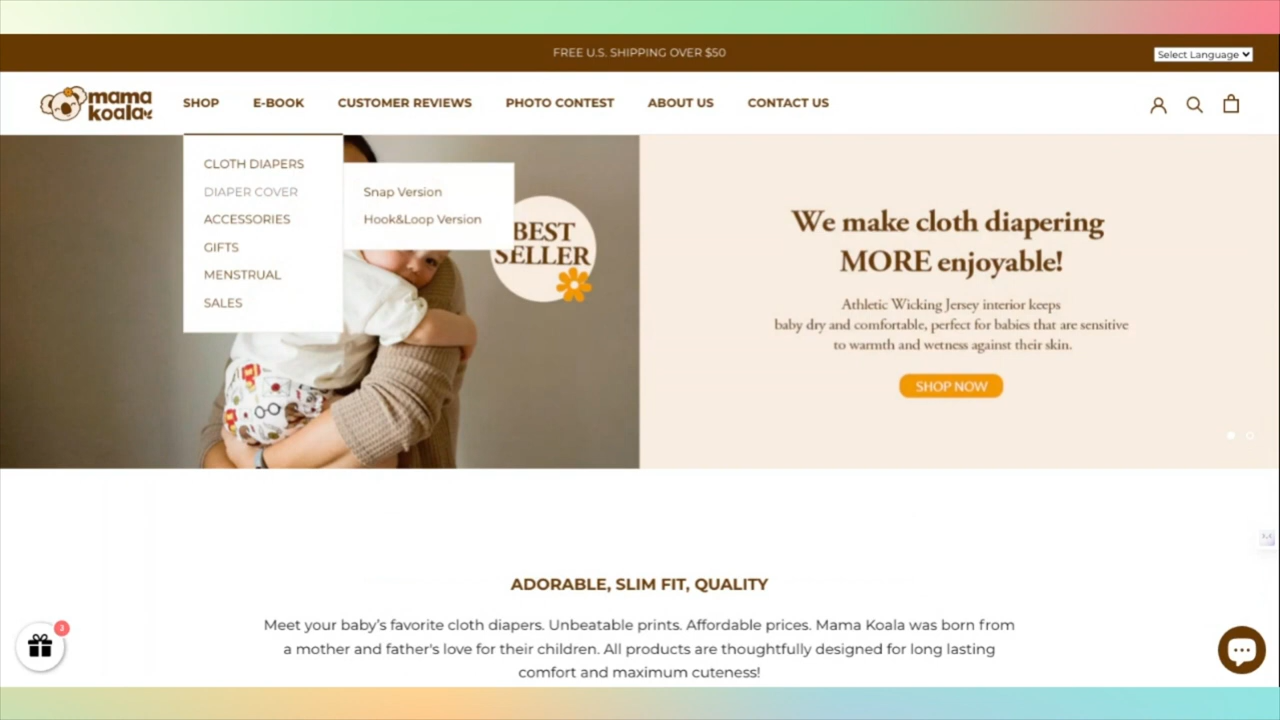 FREE U.S. SHIPPING OVER $50
Select Language
mama
koala
SHOP
E-BOOK
CUSTOMER REVIEWS
PHOTO CONTEST
ABOUT US
CONTACT US
CLOTH DIAPERS
DIAPER COVER
ACCESSORIES
GIFTS
MENSTRUAL
SALES
Snap Version
Hook&Loop Version
BEST
SELLER
We make cloth diapering
MORE enjoyable!
Athletic Wicking Jersey interior keeps
baby dry and comfortable, perfect for babies that are sensitive
to warmth and wetness against their skin.
SHOP NOW
ADORABLE, SLIM FIT, QUALITY
Meet your baby’s favorite cloth diapers. Unbeatable prints. Affordable prices. Mama Koala was born from
a mother and father's love for their children. All products are thoughtfully designed for long lasting
comfort and maximum cuteness!
3